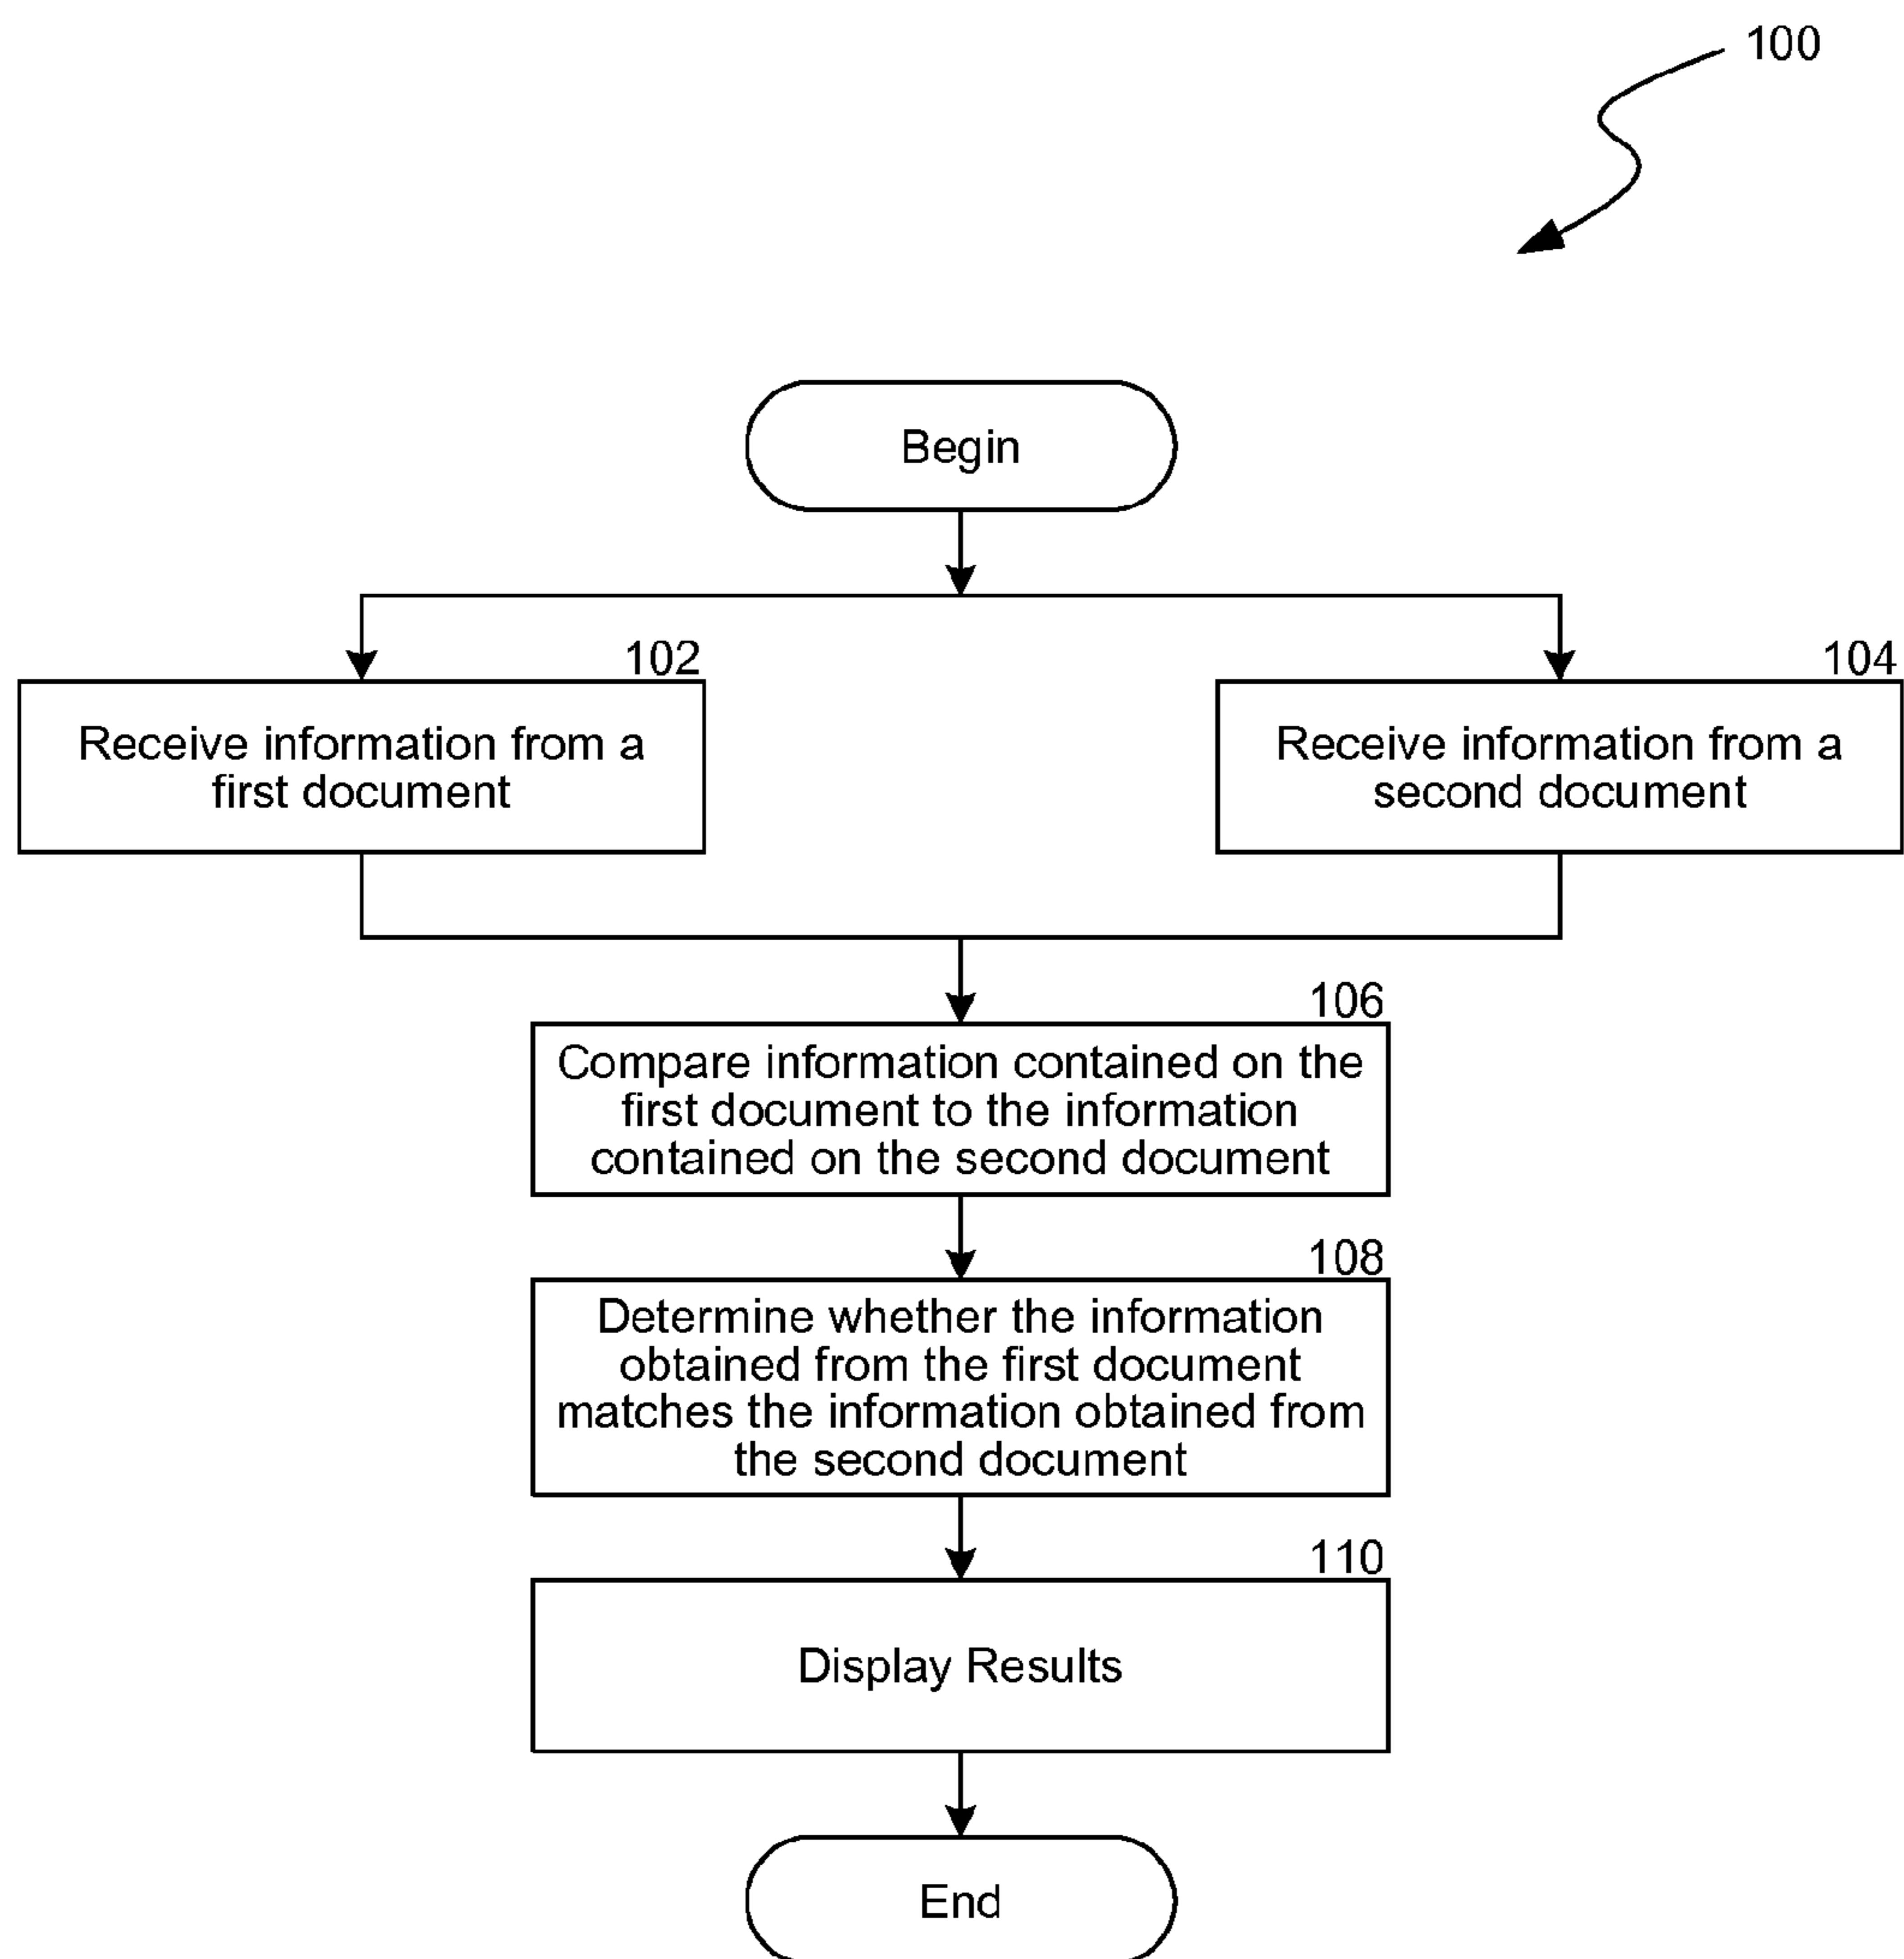 100
Begin
102
Receive information from a
first document
104
Receive information from a
second document
106
Compare information contained on the
first document to the information
contained on the second document
108
Determine whether the information
obtained from the first document
matches the information obtained from
the second document
110
Display Results
End